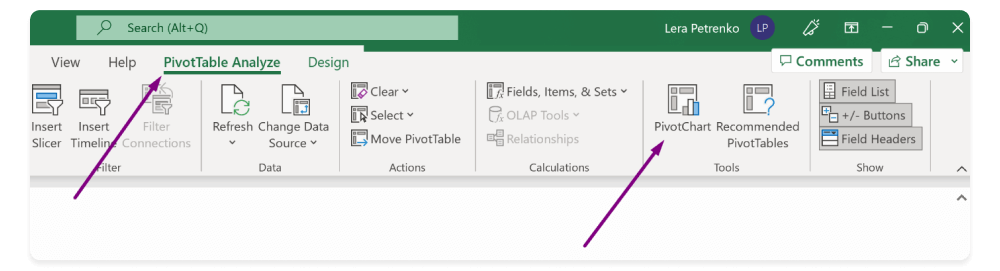 Search (Alt+Q)
Lera Petrenko LP
View Help PivotTable Analyze Design
Comments Share
Insert Slicer
Insert Timeline
Filter Connections
Filter
Refresh
Change Data Source
Data
Clear
Select
Move PivotTable
Actions
Fields, Items, & Sets
OLAP Tools
Relationships
Calculations
PivotChart
Recommended PivotTables
Tools
Field List
+/- Buttons
Field Headers
Show